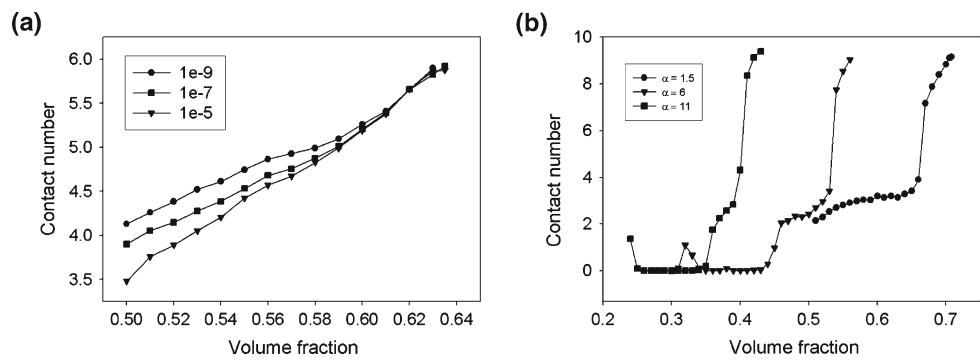 (a)
Contact number
6.0
5.5
5.0
4.5
4.0
3.5
1e-9
1e-7
1e-5
0.50 0.52 0.54 0.56 0.58 0.60 0.62 0.64
Volume fraction
(b)
Contact number
10
8
6
4
2
0
α = 1.5
α = 6
α = 11
0.2 0.3 0.4 0.5 0.6 0.7
Volume fraction